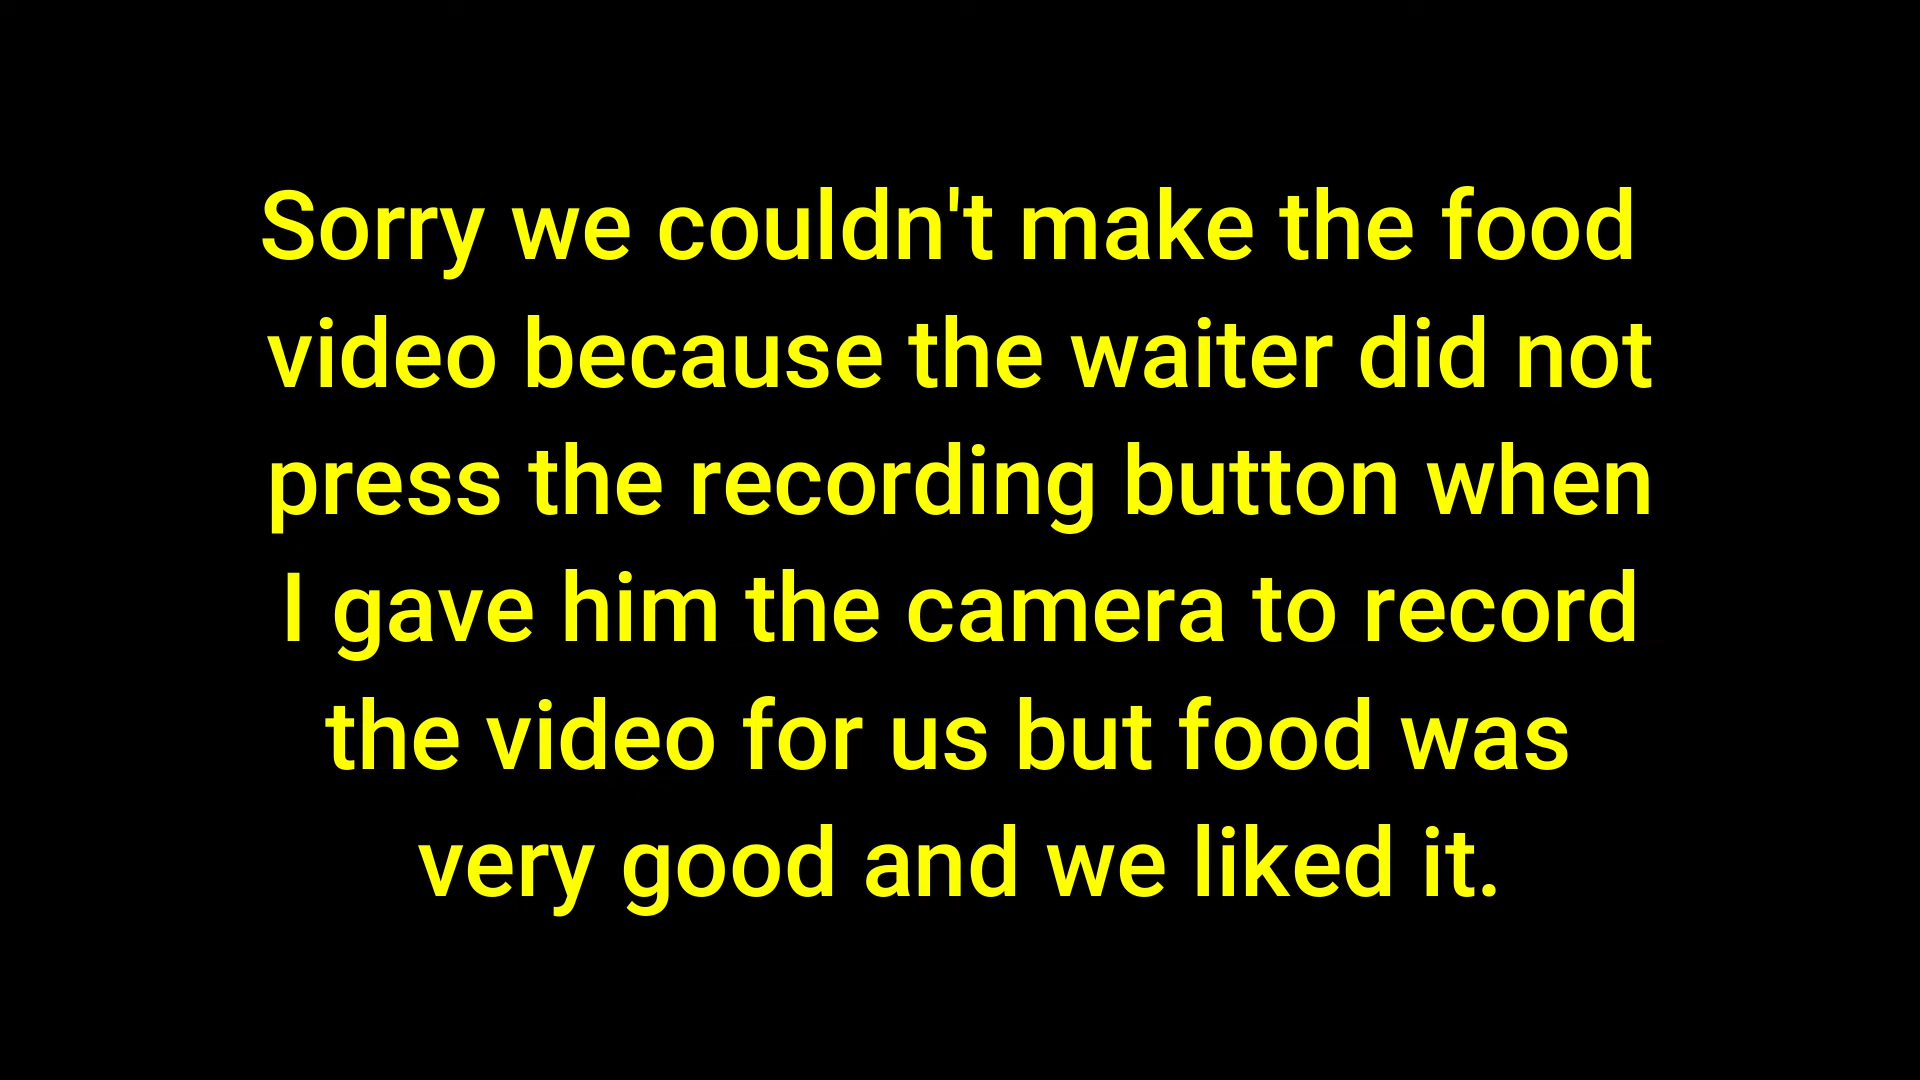 Sorry we couldn't make the food
video because the waiter did not
press the recording button when
I gave him the camera to record
the video for us but food was
very good and we liked it.